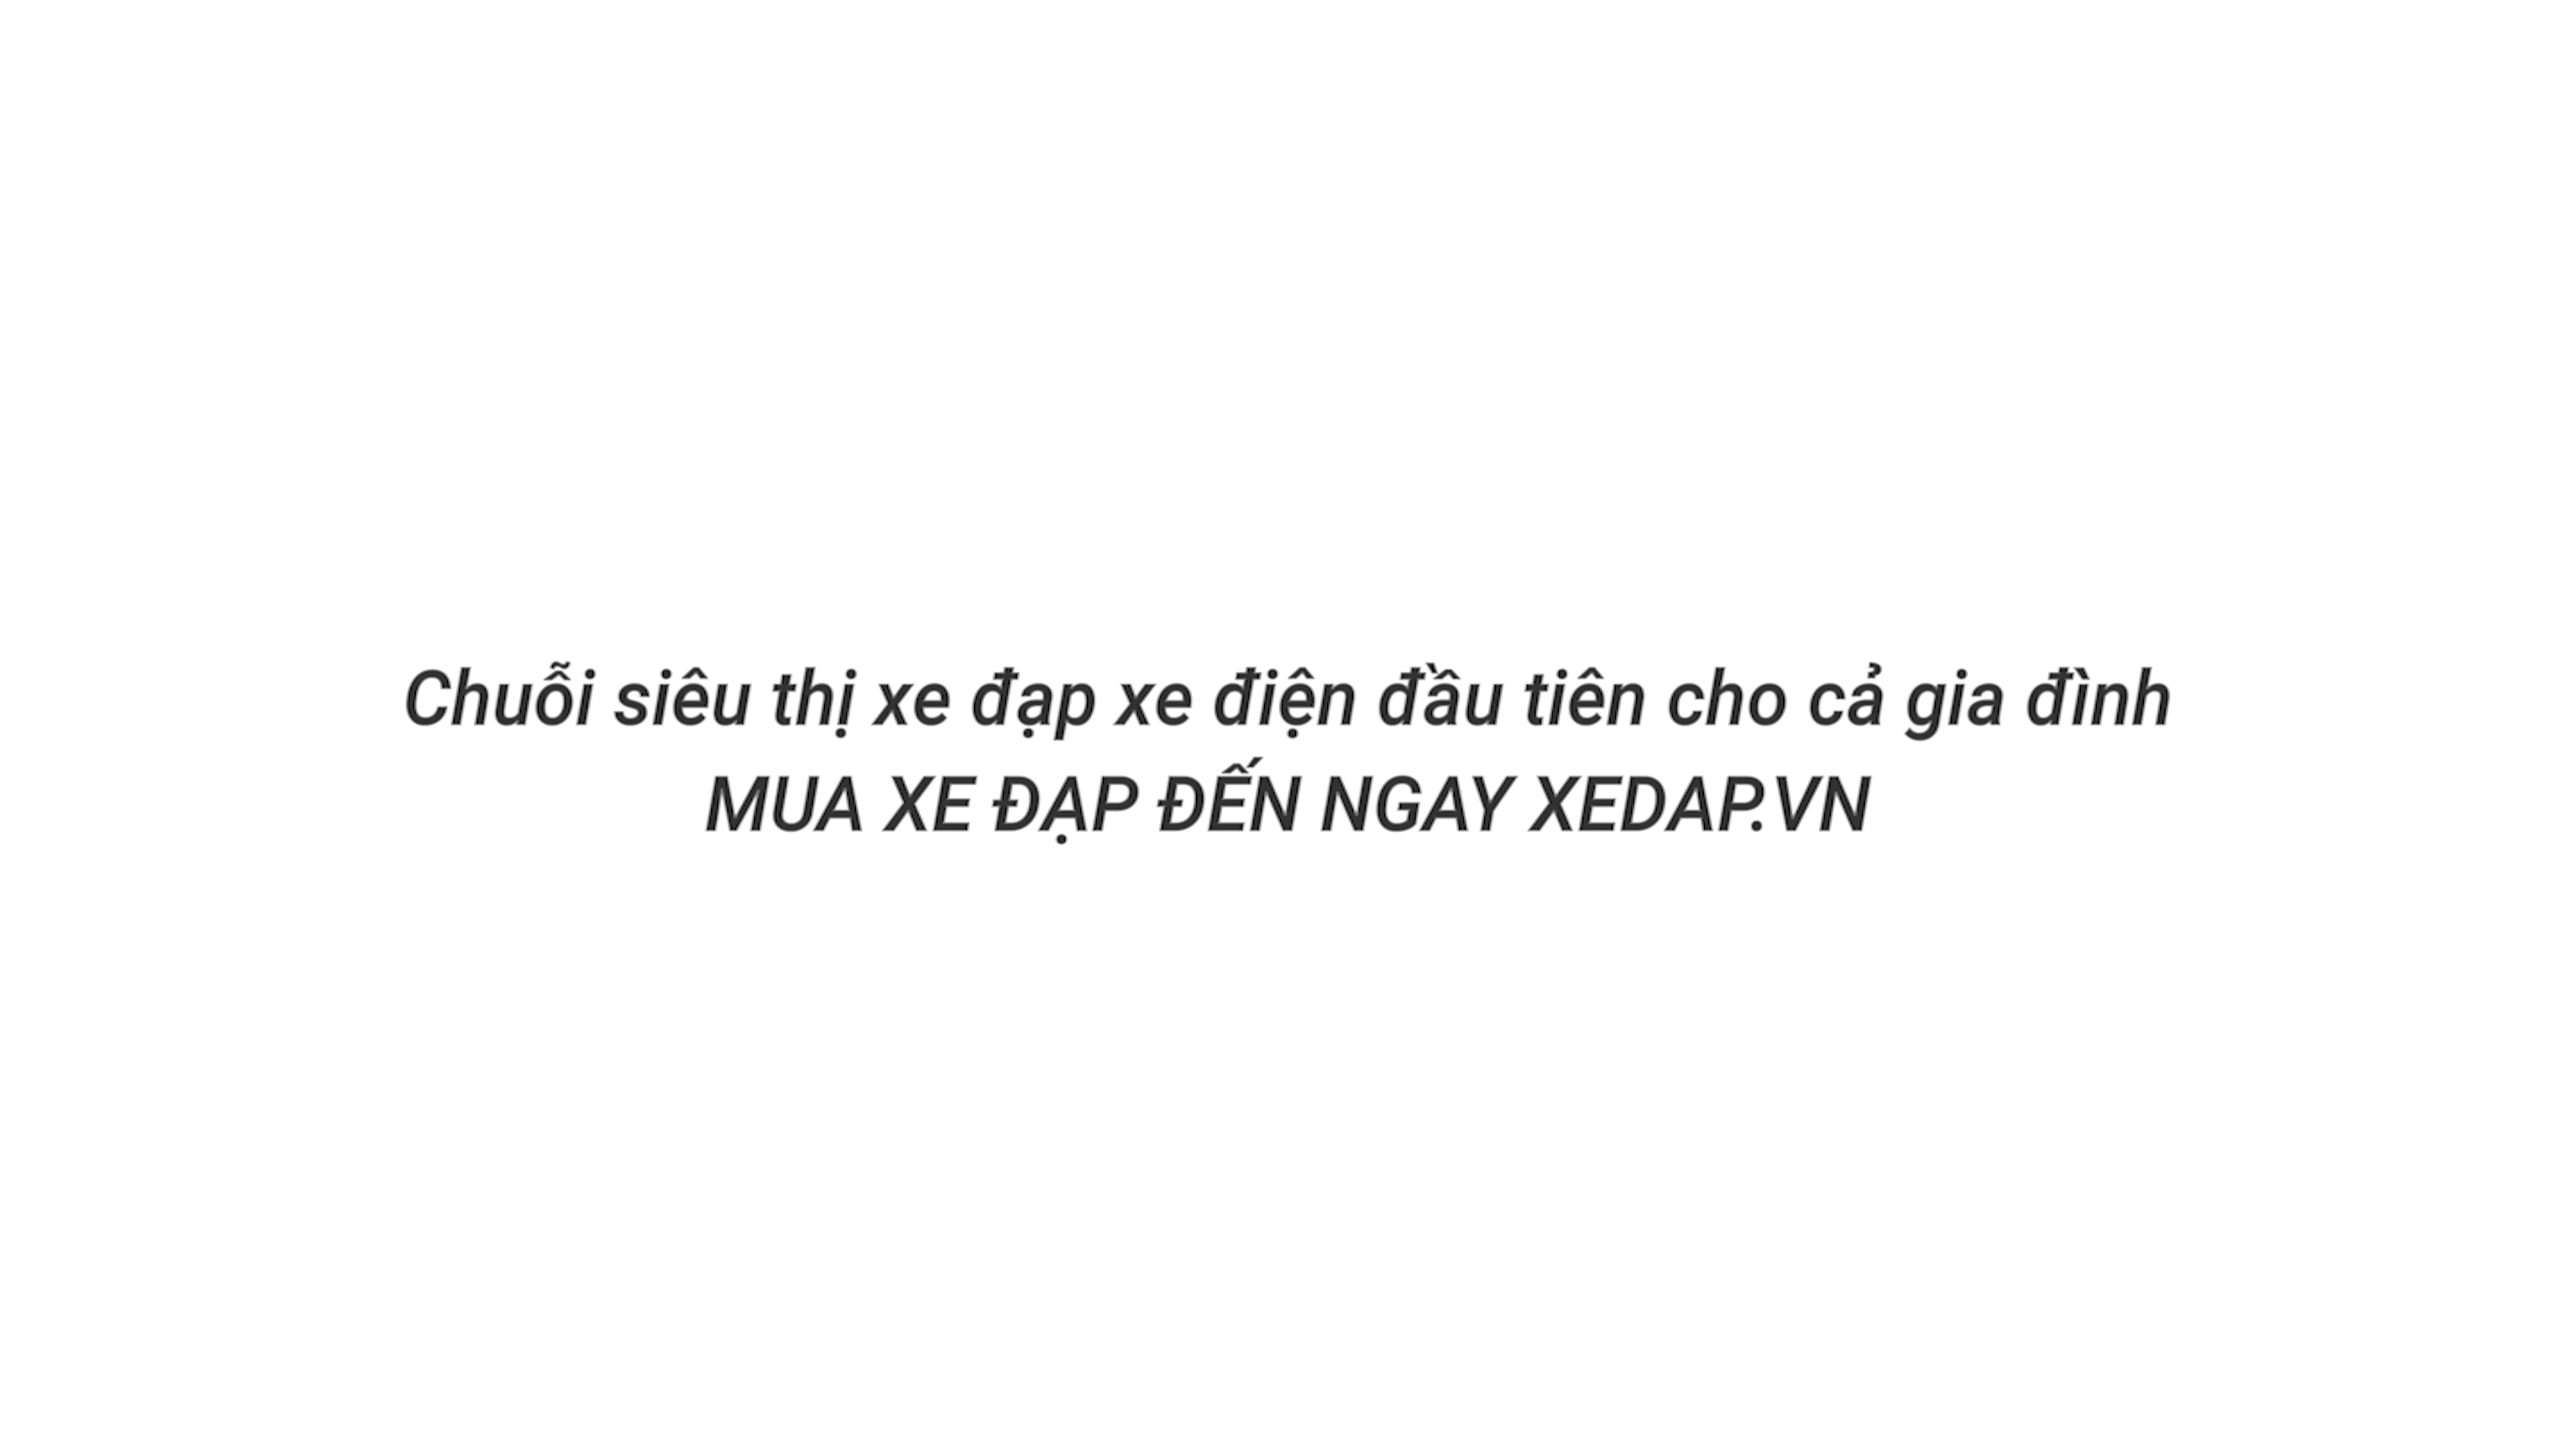 Chuỗi siêu thị xe đạp xe điện đầu tiên cho cả gia đình
MUA XE ĐẠP ĐẾN NGAY XEDAP.VN